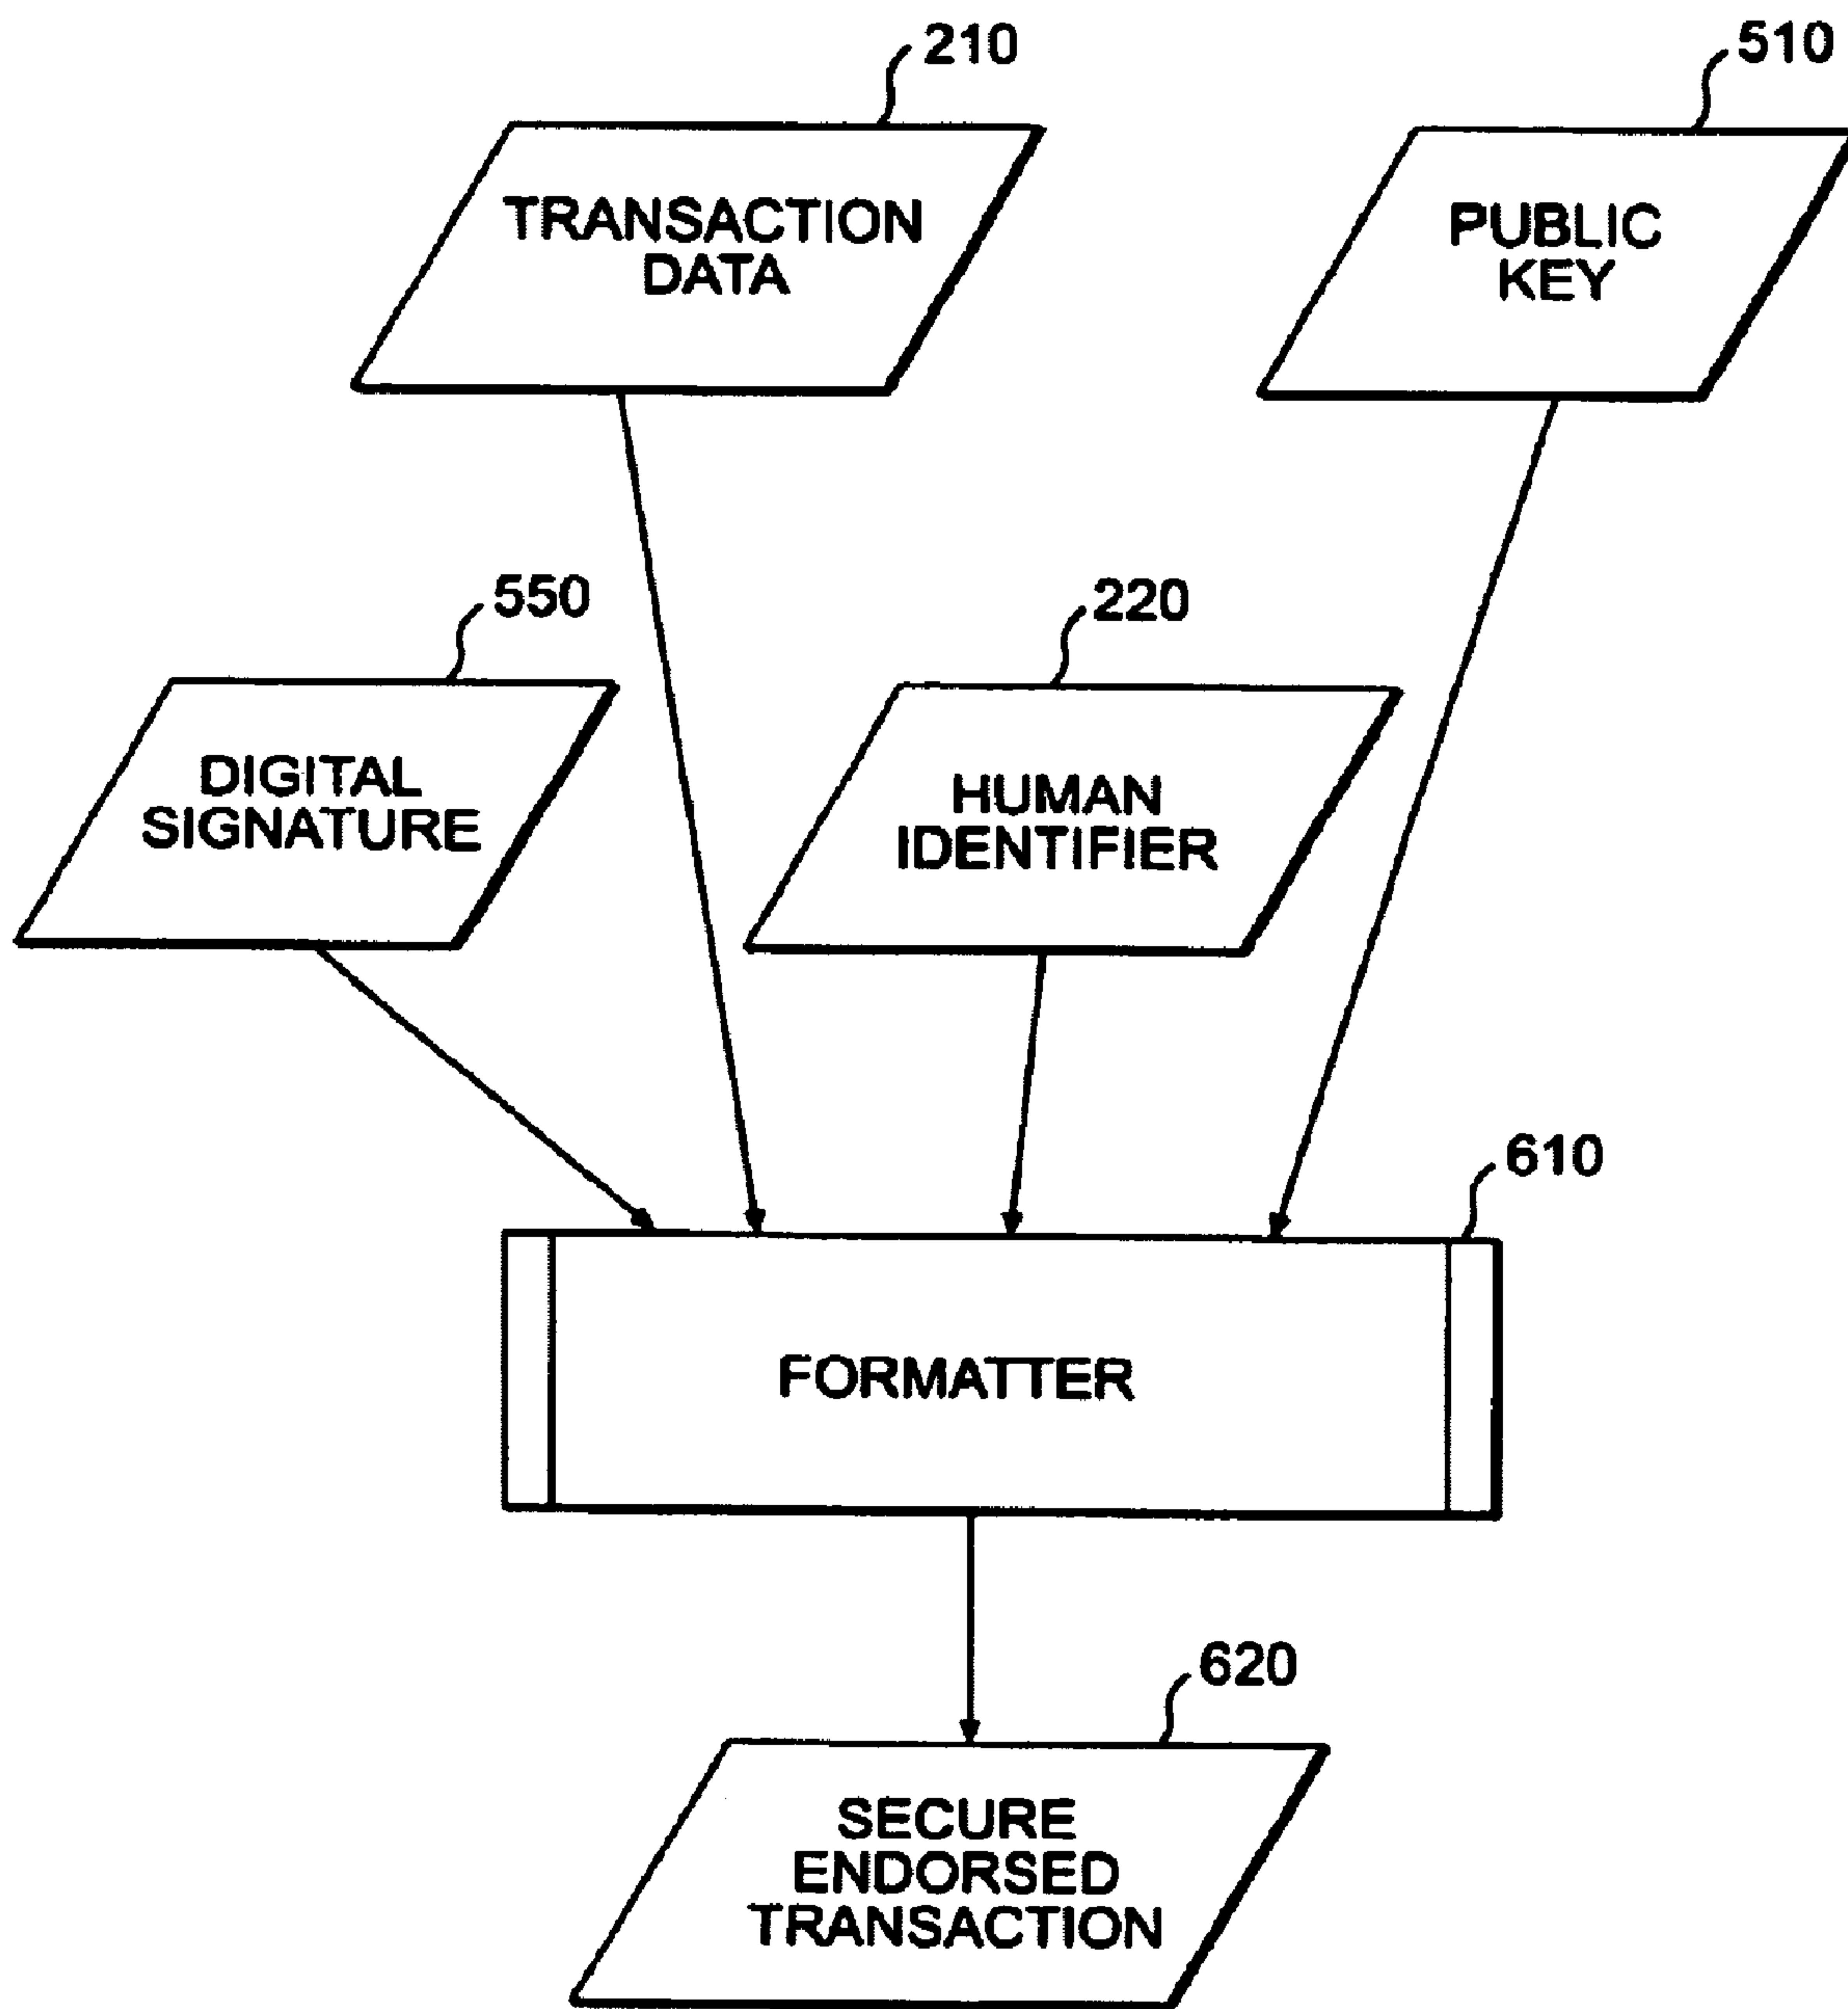 210
510
TRANSACTION
DATA
PUBLIC
KEY
550
220
DIGITAL
SIGNATURE
HUMAN
IDENTIFIER
610
FORMATTER
620
SECURE
ENDORSED
TRANSACTION